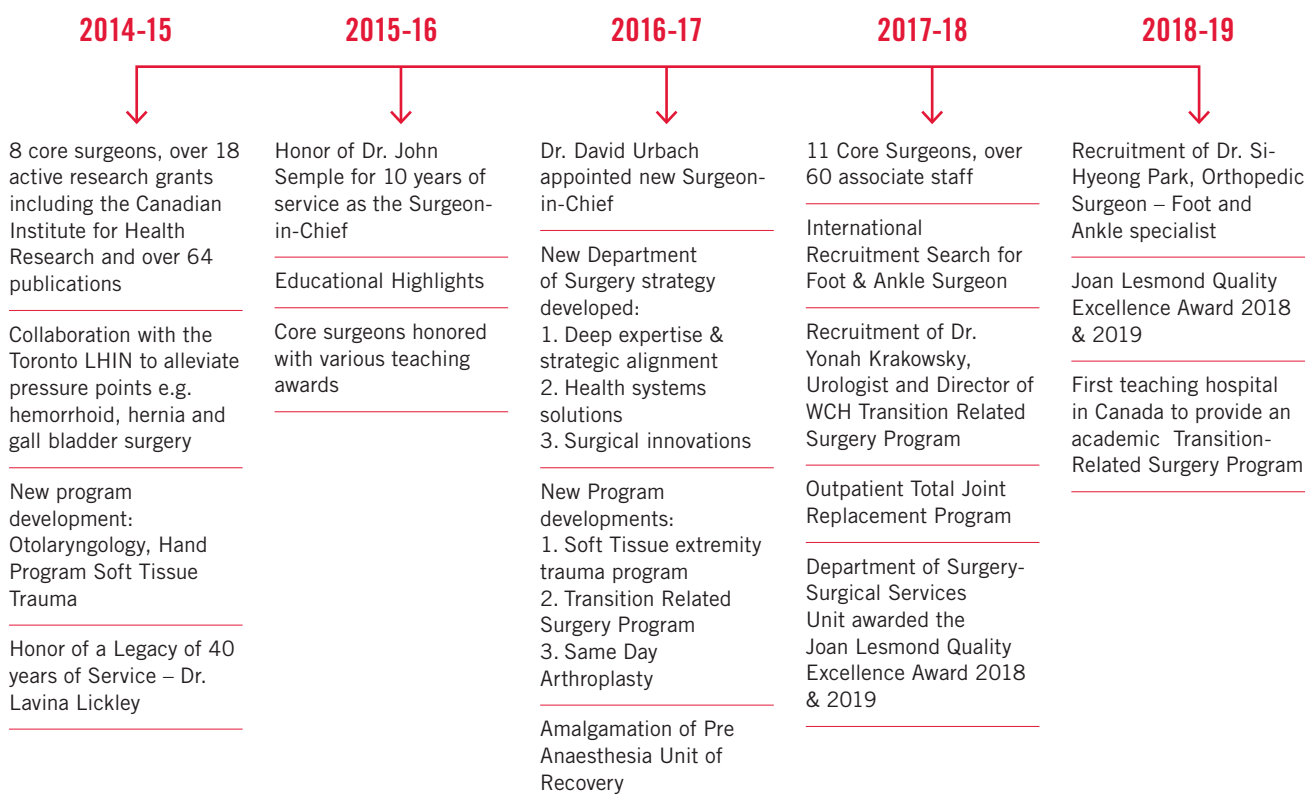 2014-15
2015-16
2016-17
2017-18
2018-19
8 core surgeons, over 18
active research grants
including the Canadian
Institute for Health
Research and over 64
publications
Collaboration with the
Toronto LHIN to alleviate
pressure points e.g.
hemorrhoid, hernia and
gall bladder surgery
New program
development:
Otolaryngology, Hand
Program Soft Tissue
Trauma
Honor of a Legacy of 40
years of Service – Dr.
Lavina Lickley
Honor of Dr. John
Semple for 10 years of
service as the Surgeon-
in-Chief
Educational Highlights
Core surgeons honored
with various teaching
awards
Dr. David Urbach
appointed new Surgeon-
in-Chief
New Department
of Surgery strategy
developed:
1. Deep expertise &
strategic alignment
2. Health systems
solutions
3. Surgical innovations
New Program
developments:
1. Soft Tissue extremity
trauma program
2. Transition Related
Surgery Program
3. Same Day
Arthroplasty
Amalgamation of Pre
Anaesthesia Unit of
Recovery
11 Core Surgeons, over
60 associate staff
International
Recruitment Search for
Foot & Ankle Surgeon
Recruitment of Dr.
Yonah Krakowsky,
Urologist and Director of
WCH Transition Related
Surgery Program
Outpatient Total Joint
Replacement Program
Department of Surgery-
Surgical Services
Unit awarded the
Joan Lesmond Quality
Excellence Award 2018
& 2019
Recruitment of Dr. Si-
Hyeong Park, Orthopedic
Surgeon – Foot and
Ankle specialist
Joan Lesmond Quality
Excellence Award 2018
& 2019
First teaching hospital
in Canada to provide an
academic Transition-
Related Surgery Program